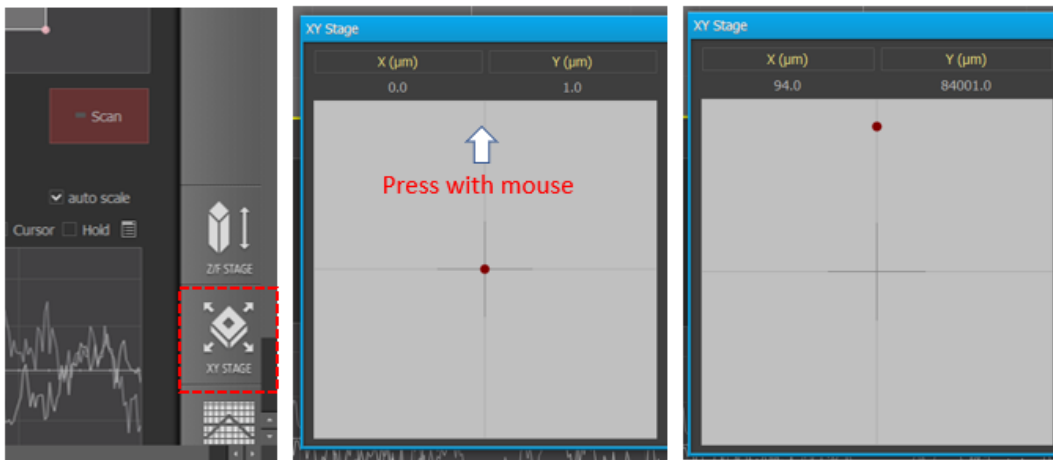 Scan
auto scale
Cursor Hold
Z/F STAGE
XY STAGE
XY Stage
X (μm) Y (μm)
0.0 1.0
Press with mouse
XY Stage
X (μm) Y (μm)
94.0 84001.0